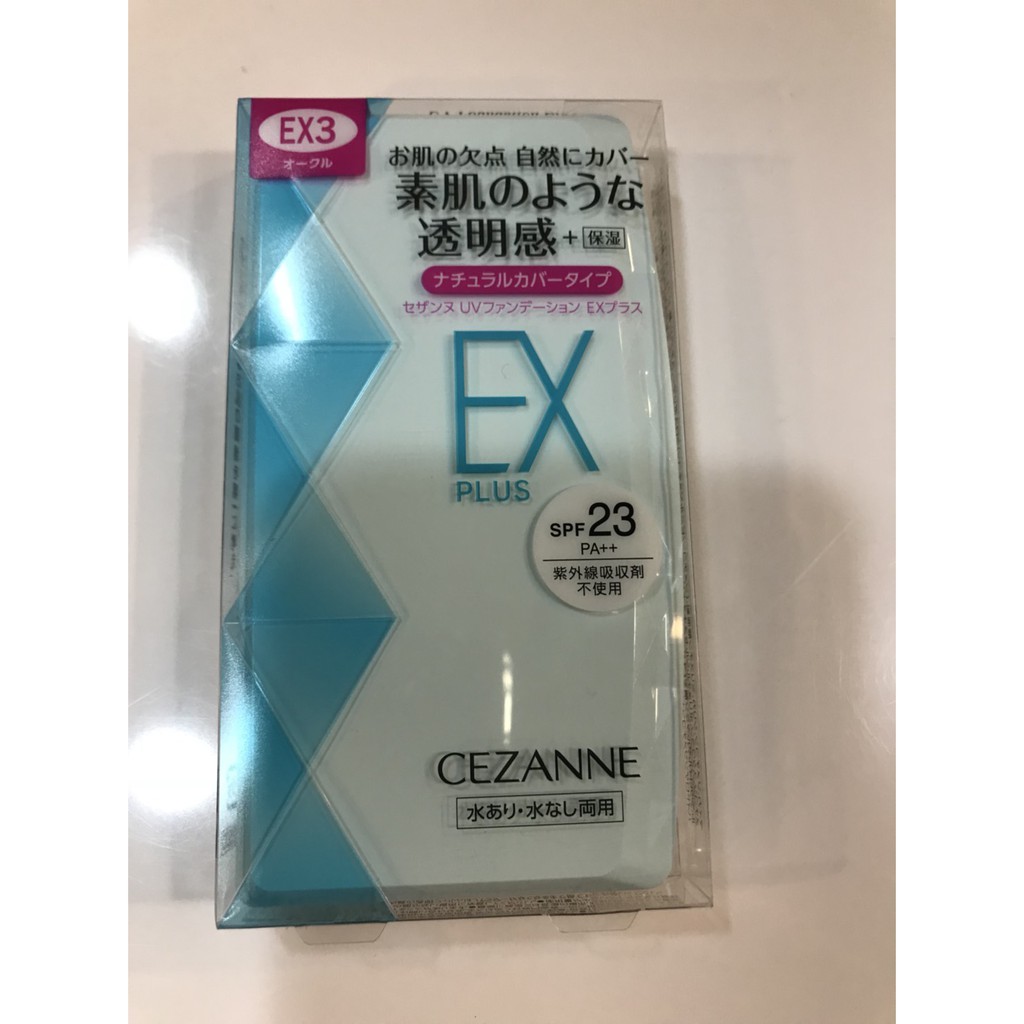 EX3
オークル
お肌の欠点 自然にカバー
素肌のような
透明感+保湿
ナチュラルカバータイプ
セザンヌ UVファンデーション EXプラス
EX
PLUS
SPF23
PA++
紫外線吸収剤
不使用
CEZANNE
水あり・水なし両用